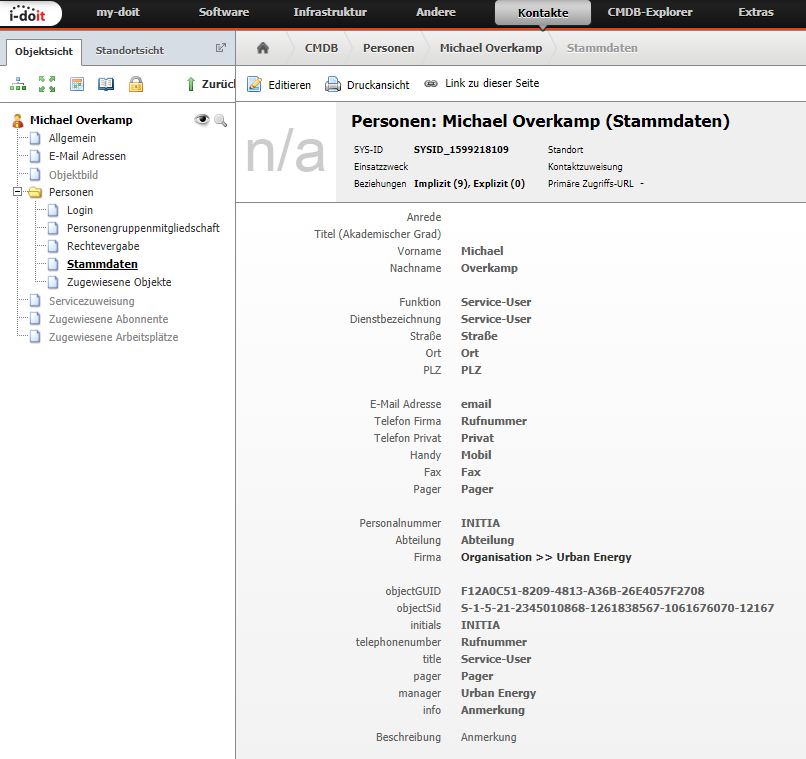 i-doit my-doit Software Infrastruktur Andere Kontakte CMDB-Explorer Extras
Objektsicht Standortsicht
CMDB Personen Michael Overkamp Stammdaten
Zurüc
Editieren Druckansicht Link zu dieser Seite
Michael Overkamp
Allgemein
E-Mail Adressen
Objektbild
Personen
Login
Personengruppenmitgliedschaft
Rechtevergabe
Stammdaten
Zugewiesene Objekte
Servicezuweisung
Zugewiesene Abonnente
Zugewiesene Arbeitsplätze
n/a
Personen: Michael Overkamp (Stammdaten)
SYS-ID SYSID_1599218109 Standort
Einsatzzweck Kontaktzuweisung
Beziehungen Implizit (9), Explizit (0) Primäre Zugriffs-URL -
Anrede
Titel (Akademischer Grad)
Vorname Michael
Nachname Overkamp
Funktion Service-User
Dienstbezeichnung Service-User
Straße Straße
Ort Ort
PLZ PLZ
E-Mail Adresse email
Telefon Firma Rufnummer
Telefon Privat Privat
Handy Mobil
Fax Fax
Pager Pager
Personalnummer INITIA
Abteilung Abteilung
Firma Organisation >> Urban Energy
objectGUID F12A0C51-8209-4813-A36B-26E4057F2708
objectSid S-1-5-21-2345010868-1261838567-1061676070-12167
initials INITIA
telephonenumber Rufnummer
title Service-User
pager Pager
manager Urban Energy
info Anmerkung
Beschreibung Anmerkung